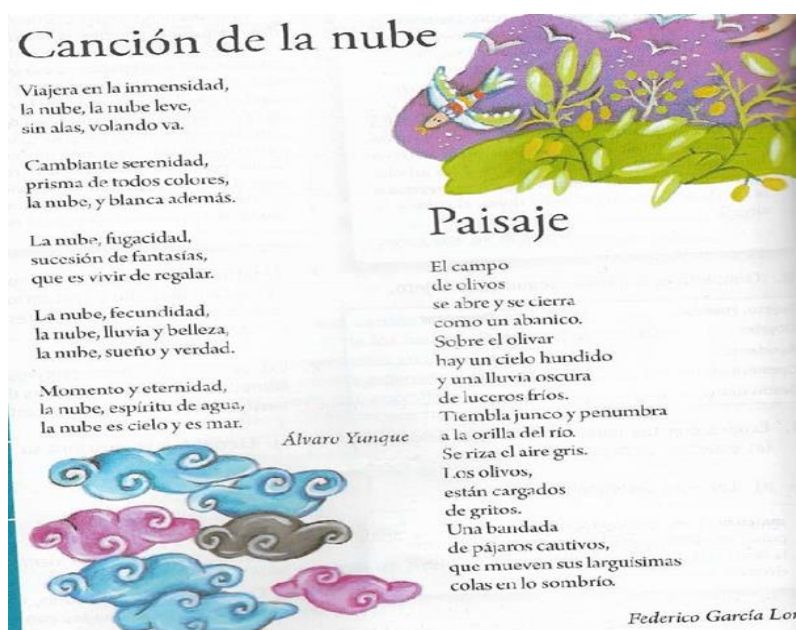 Canción de la nube
Viajera en la inmensidad,
la nube, la nube leve,
sin alas, volando va.
Cambiante serenidad,
prisma de todos colores,
la nube, y blanca además.
La nube, fugacidad,
sucesión de fantasías,
que es vivir de regalar.
La nube, fecundidad,
la nube, lluvia y belleza,
la nube, sueño y verdad.
Momento y eternidad,
la nube, espíritu de agua,
la nube es cielo y es mar.
Álvaro Yunque
Paisaje
El campo
de olivos
se abre y se cierra
como un abanico.
Sobre el olivar
hay un cielo hundido
y una lluvia oscura
de luceros fríos.
Tiembla junco y penumbra
a la orilla del río.
Se riza el aire gris.
Los olivos,
están cargados
de gritos.
Una bandada
de pájaros cautivos,
que mueven sus larguísimas
colas en lo sombrío.
Federico García Lor